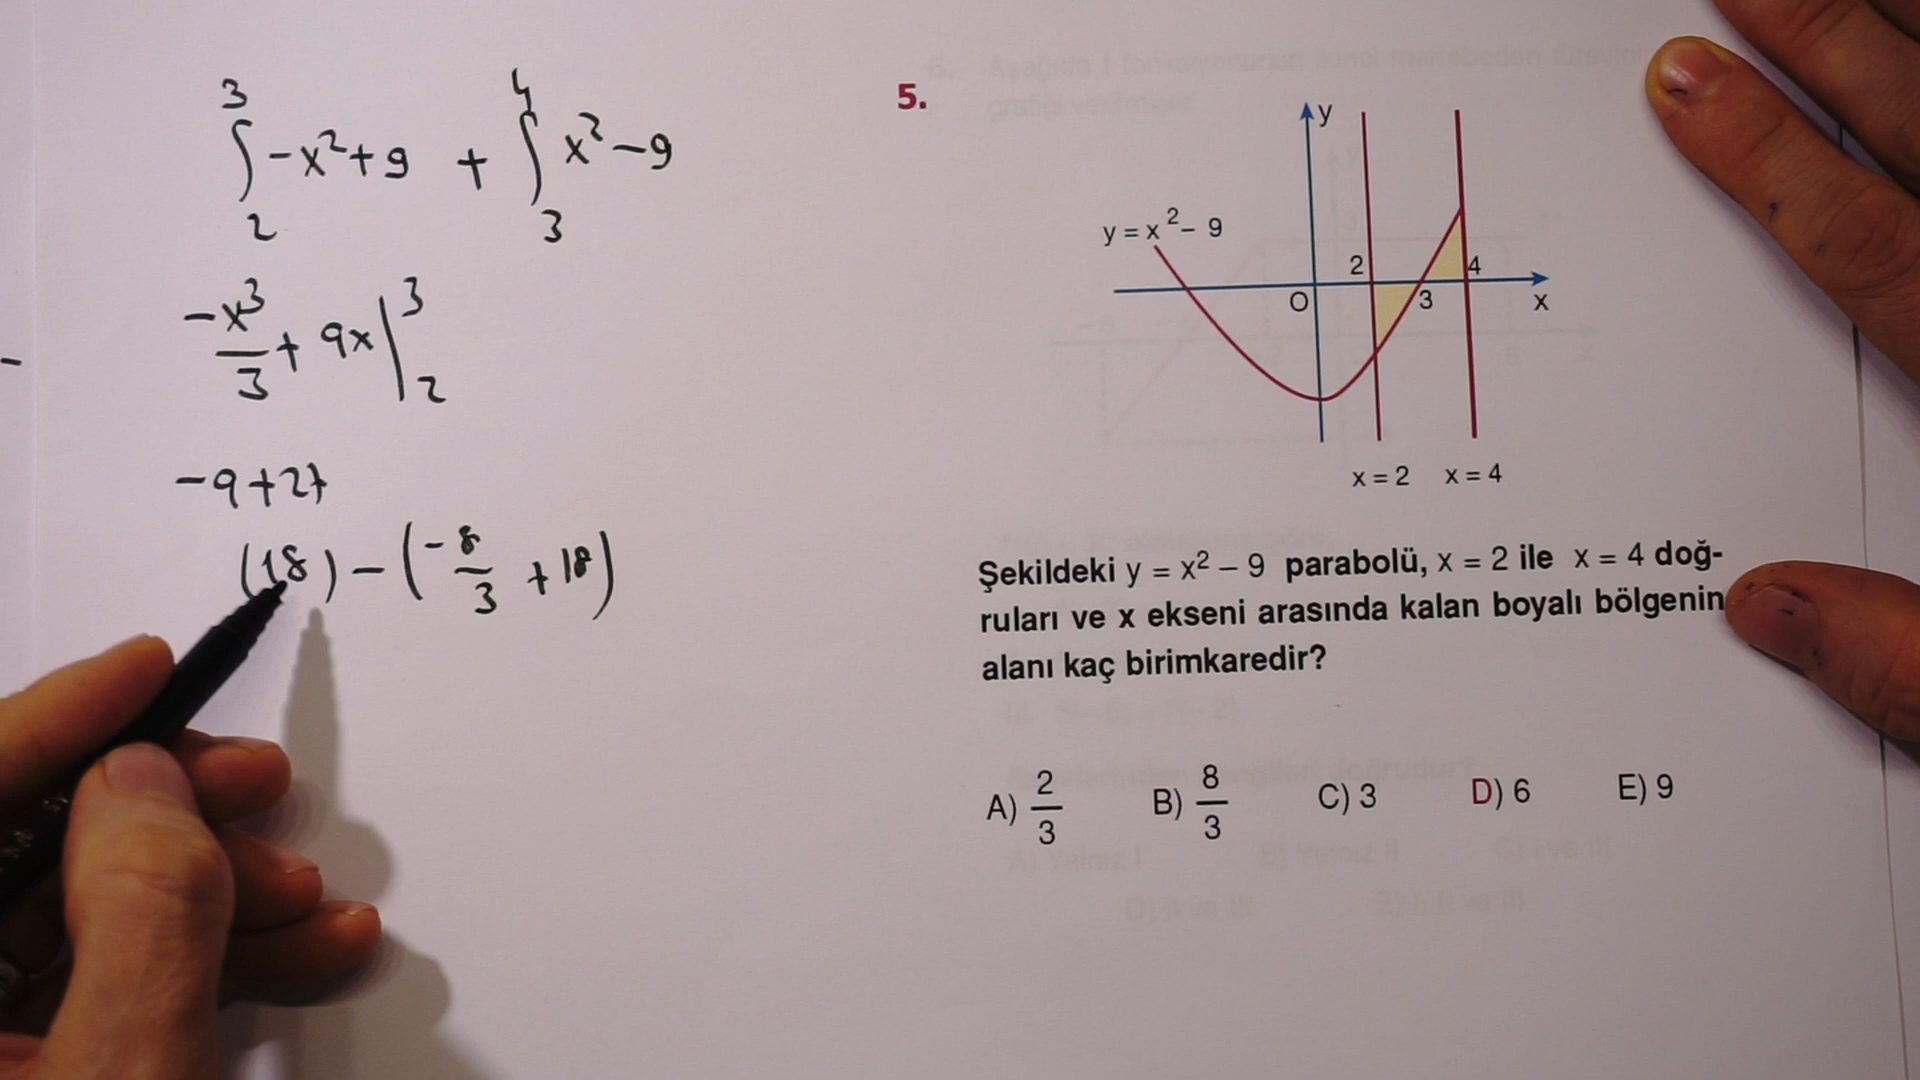 3 4
∫ -x²+9 + ∫ x²-9
2 3
-x³/3 + 9x |³₂
-9+27
(18) - (-8/3 + 18)
5.
y
y = x² - 9
2 4
O 3 x
x = 2 x = 4
Şekildeki y = x² – 9 parabolü, x = 2 ile x = 4 doğ-
ruları ve x ekseni arasında kalan boyalı bölgenin
alanı kaç birimkaredir?
A) 2/3 B) 8/3 C) 3 D) 6 E) 9